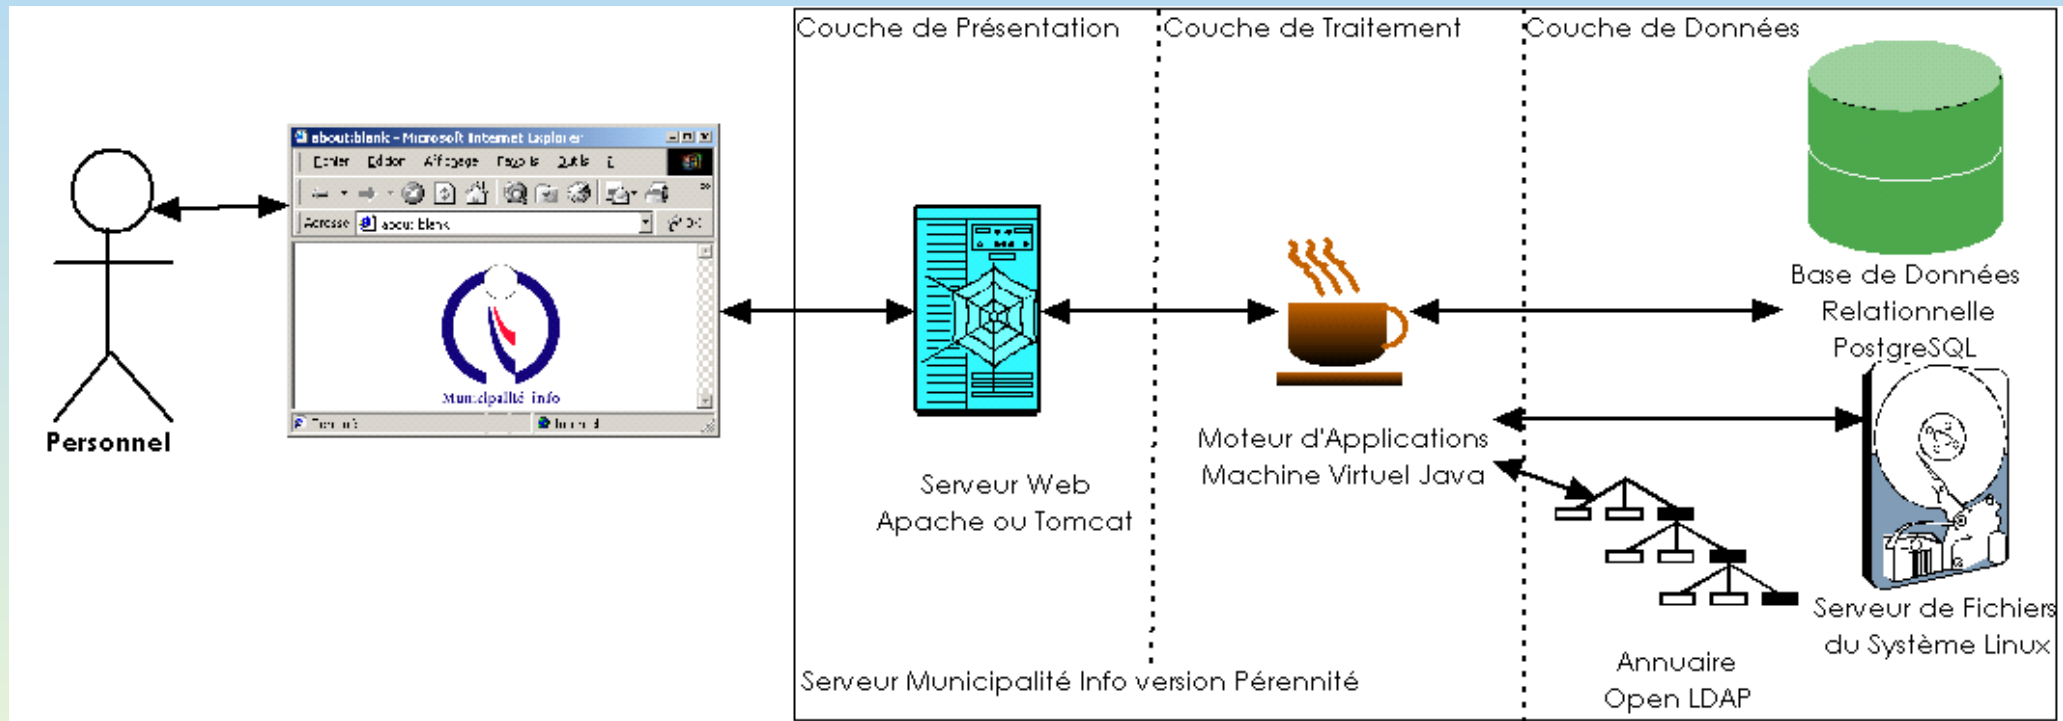 Couche de Présentation
Couche de Traitement
Couche de Données
about:blank - Microsoft Internet Explorer
Edition Affichage
Adresse about:blank
Municipalité info
Personnel
Serveur Web
Apache ou Tomcat
Moteur d'Applications
Machine Virtuel Java
Base de Données
Relationnelle
PostgreSQL
Serveur de Fichiers
du Système Linux
Annuaire
Open LDAP
Serveur Municipalité Info version Pérennité